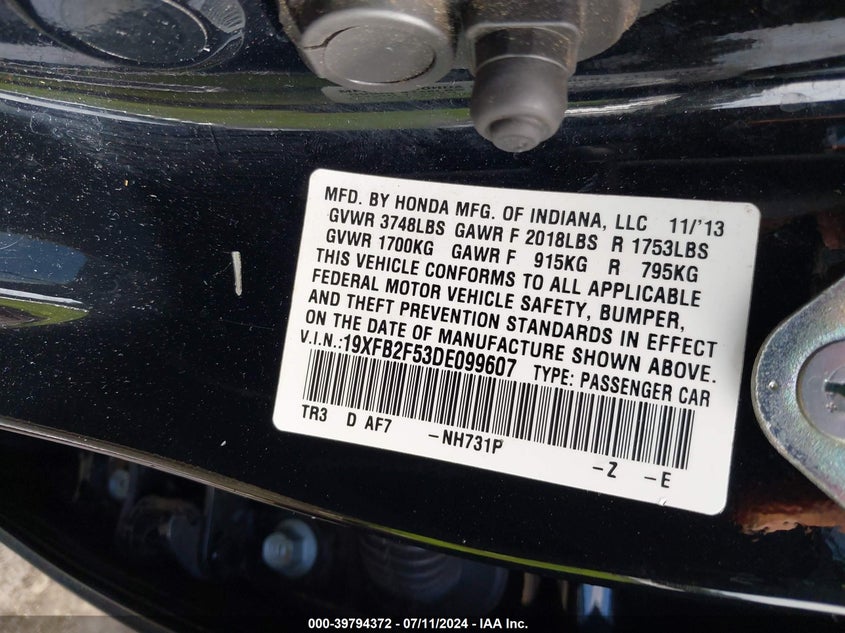 MFD. BY HONDA MFG. OF INDIANA, LLC 11/'13
GVWR 3748LBS GAWR F 2018LBS R 1753LBS
GVWR 1700KG GAWR F 915KG R 795KG
THIS VEHICLE CONFORMS TO ALL APPLICABLE
FEDERAL MOTOR VEHICLE SAFETY, BUMPER,
AND THEFT PREVENTION STANDARDS IN EFFECT
ON THE DATE OF MANUFACTURE SHOWN ABOVE.
V.I.N.:19XFB2F53DE099607 TYPE: PASSENGER CAR
TR3 D AF7 -NH731P -Z -E
000-39794372 - 07/11/2024 - IAA Inc.